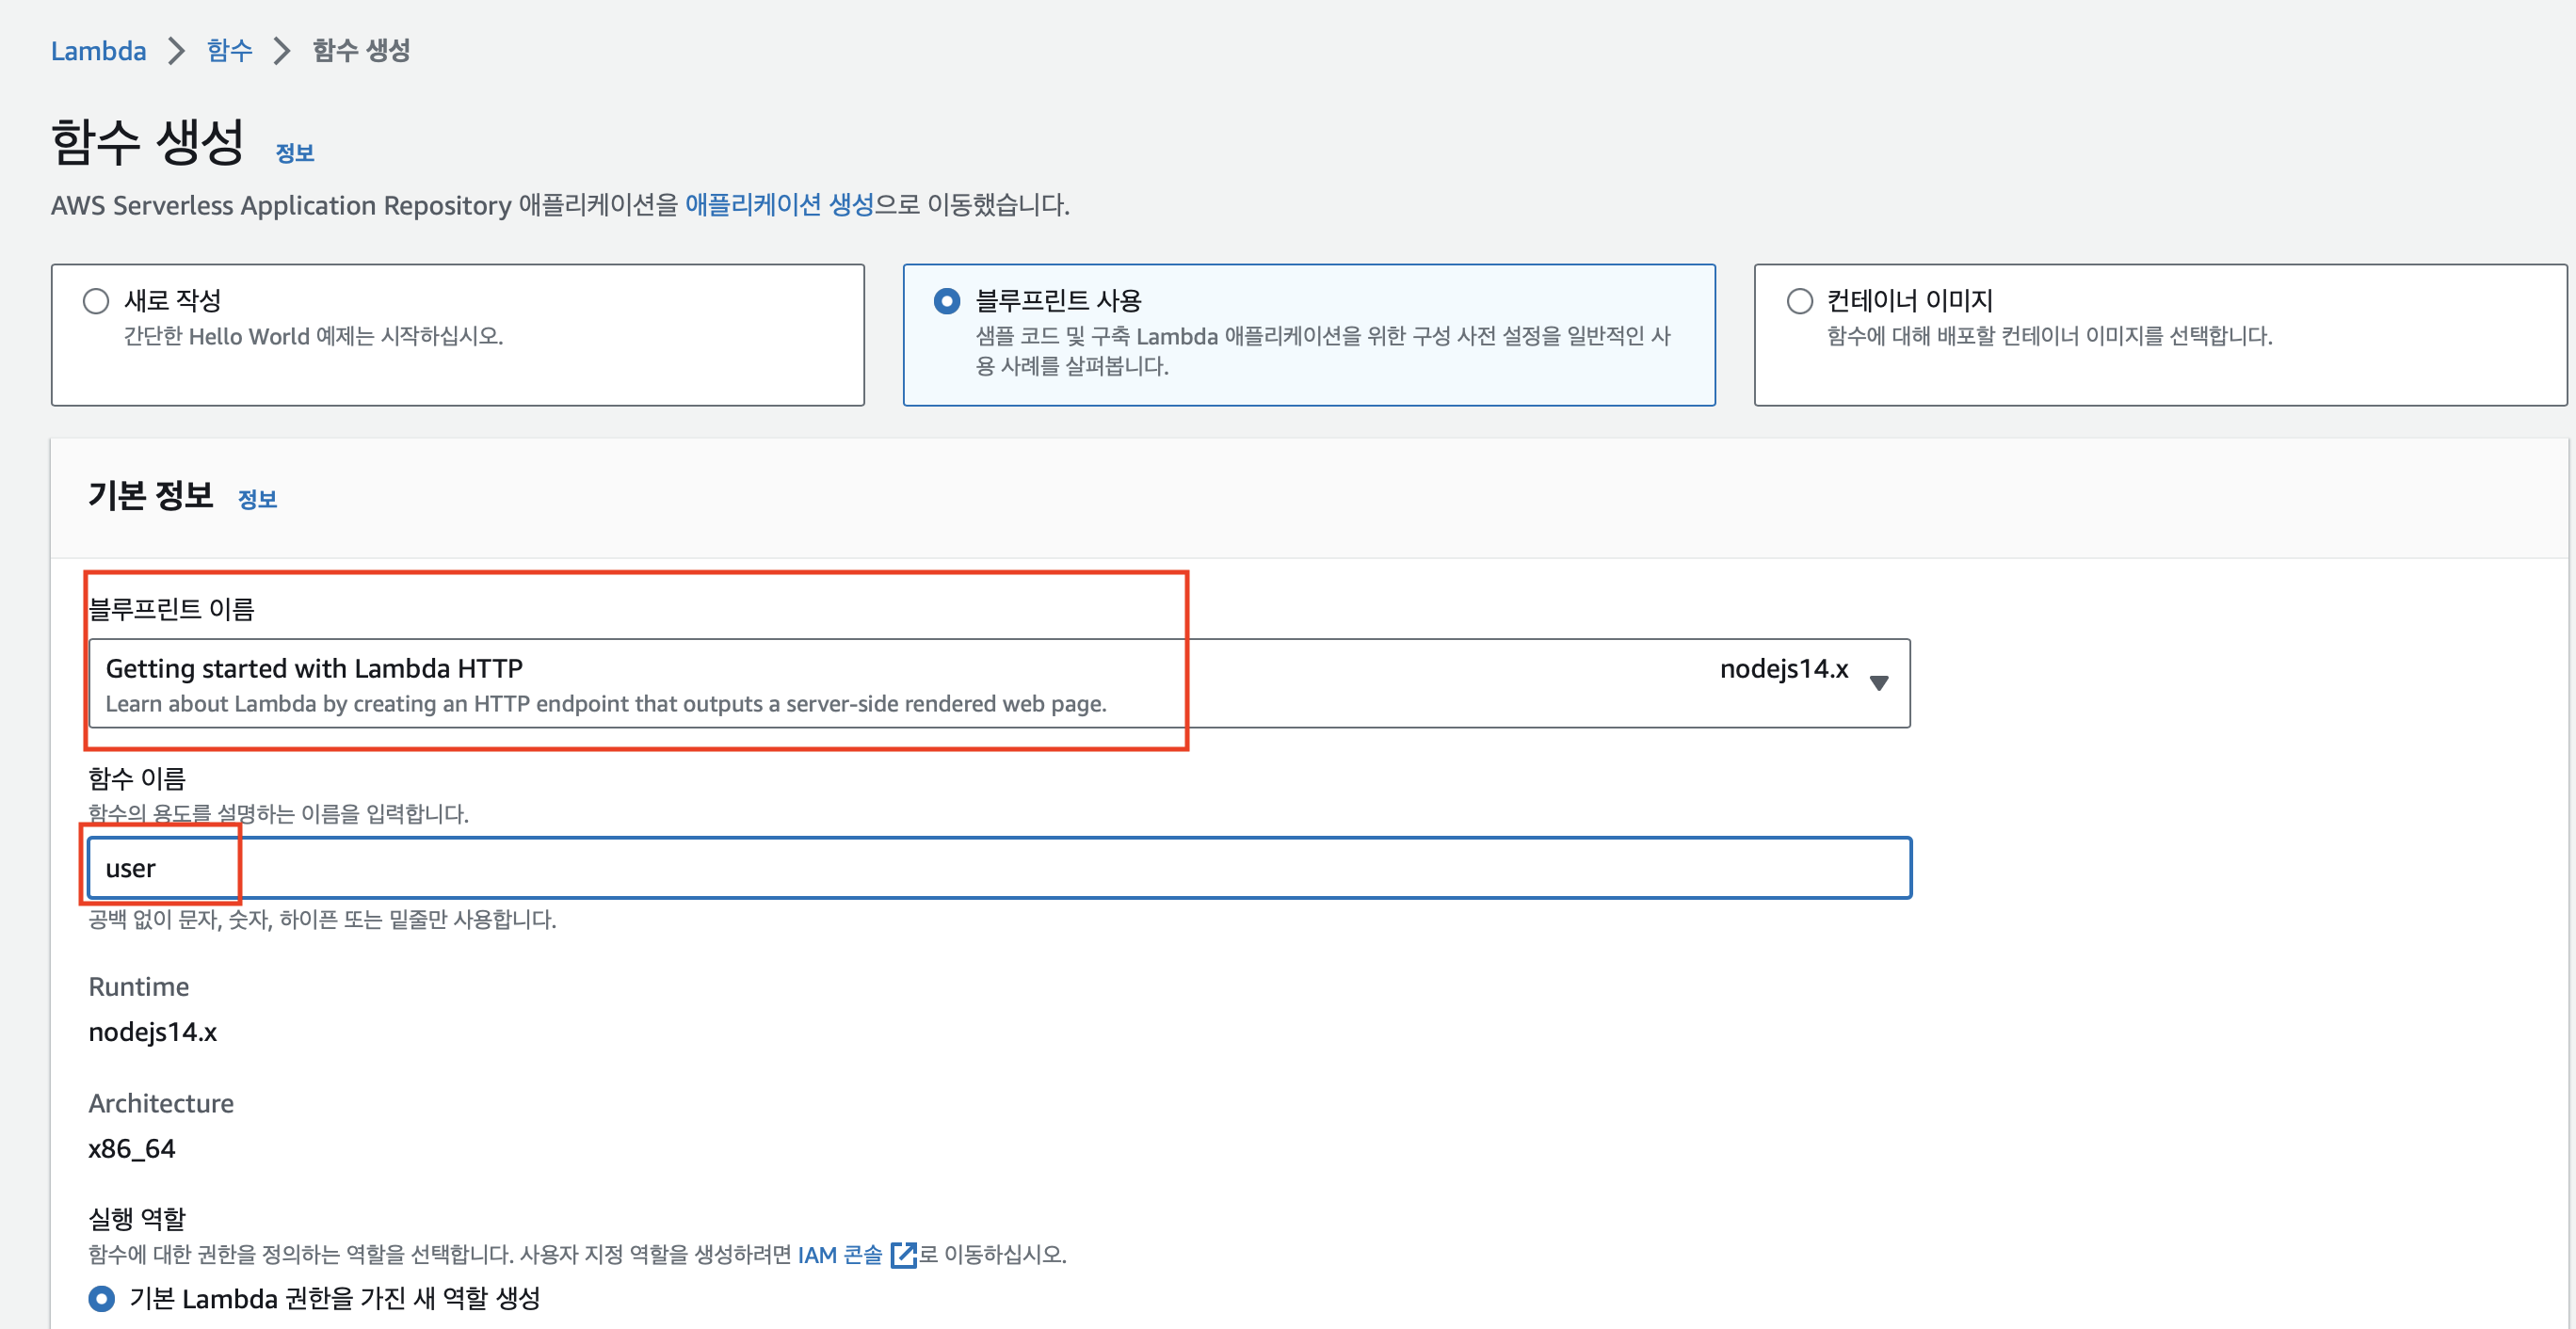 Lambda > 함수 > 함수 생성
함수 생성 정보
AWS Serverless Application Repository 애플리케이션을 애플리케이션 생성으로 이동했습니다.
새로 작성
간단한 Hello World 예제는 시작하십시오.
블루프린트 사용
샘플 코드 및 구축 Lambda 애플리케이션을 위한 구성 사전 설정을 일반적인 사
용 사례를 살펴봅니다.
컨테이너 이미지
함수에 대해 배포할 컨테이너 이미지를 선택합니다.
기본 정보 정보
블루프린트 이름
Getting started with Lambda HTTP nodejs14.x
Learn about Lambda by creating an HTTP endpoint that outputs a server-side rendered web page.
함수 이름
함수의 용도를 설명하는 이름을 입력합니다.
user
공백 없이 문자, 숫자, 하이픈 또는 밑줄만 사용합니다.
Runtime
nodejs14.x
Architecture
x86_64
실행 역할
함수에 대한 권한을 정의하는 역할을 선택합니다. 사용자 지정 역할을 생성하려면 IAM 콘솔로 이동하십시오.
기본 Lambda 권한을 가진 새 역할 생성